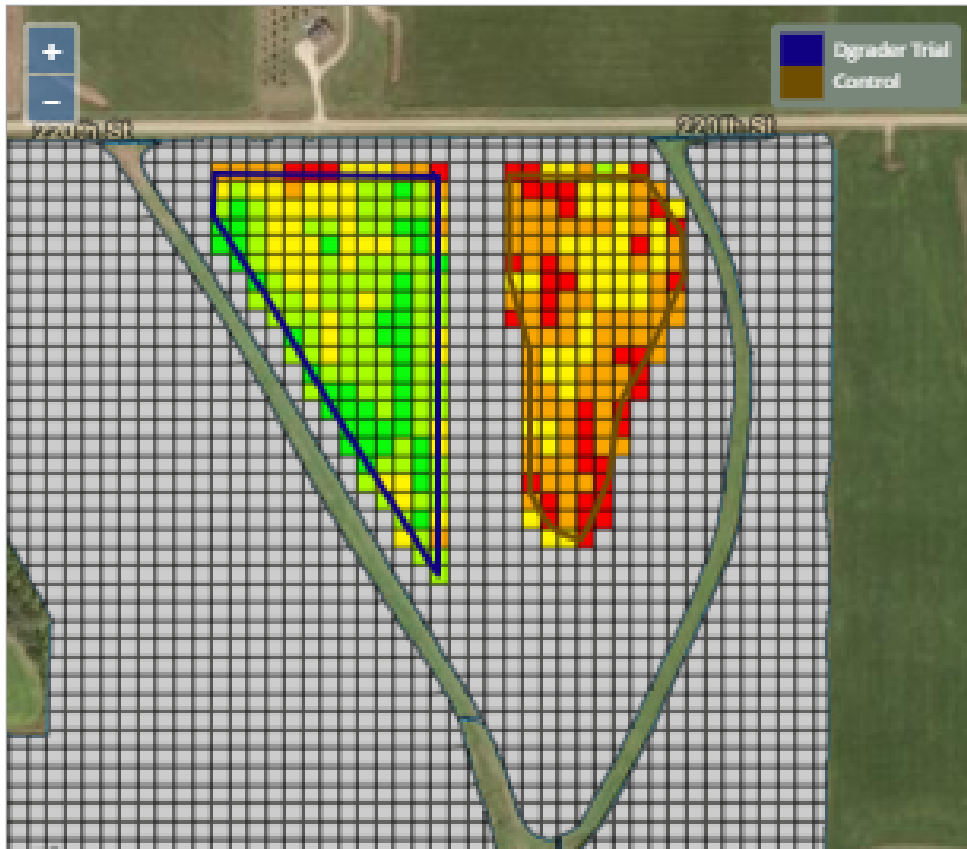 +
Dgrader Trial
Control
−
220th St
220Th St